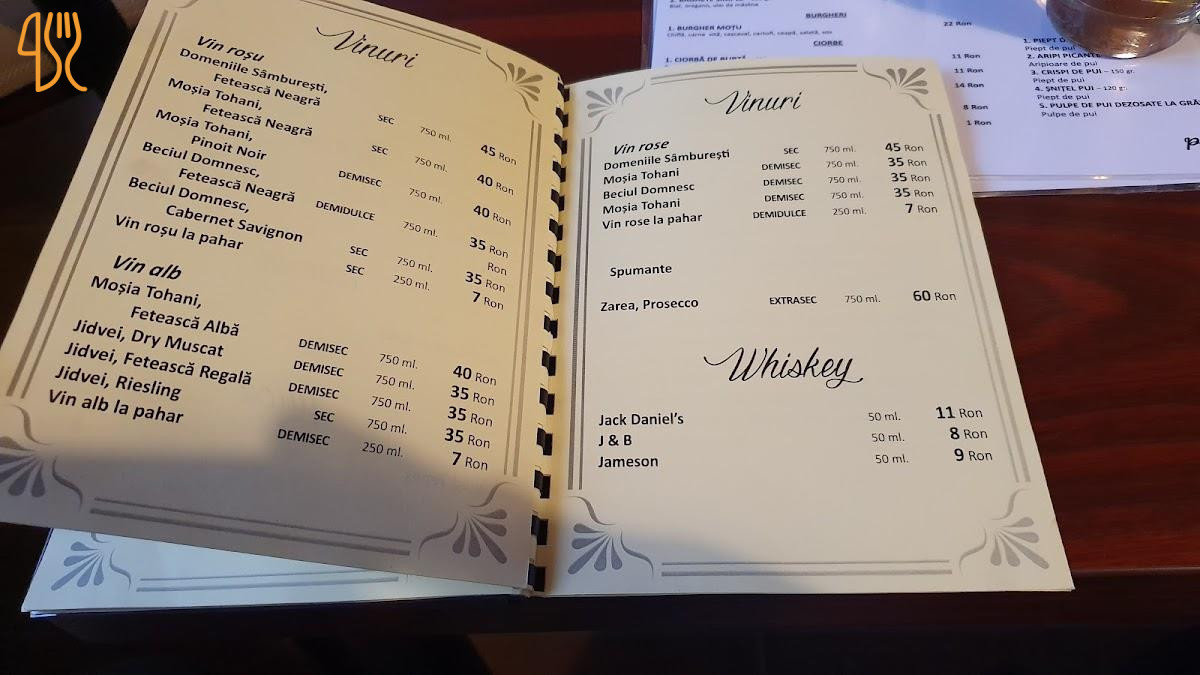 Vinuri
Vin roșu
Domeniile Sâmburești,
Fetească Neagră SEC 750 ml. 45 Ron
Moșia Tohani,
Fetească Neagră SEC 750 ml. 40 Ron
Moșia Tohani,
Pinoit Noir DEMISEC 750 ml. 40 Ron
Beciul Domnesc,
Fetească Neagră DEMIDULCE 750 ml. 35 Ron
Beciul Domnesc, Ron
Cabernet Savignon SEC 750 ml. 35 Ron
Vin roșu la pahar SEC 250 ml. 7 Ron
Vin alb
Moșia Tohani,
Fetească Albă DEMISEC 750 ml. 40 Ron
Jidvei, Dry Muscat DEMISEC 750 ml. 35 Ron
Jidvei, Fetească Regală DEMISEC 750 ml. 35 Ron
Jidvei, Riesling SEC 750 ml. 35 Ron
Vin alb la pahar DEMISEC 250 ml. 7 Ron
Vinuri
Vin rose
Domeniile Sâmburești SEC 750 ml. 45 Ron
Moșia Tohani DEMISEC 750 ml. 35 Ron
Beciul Domnesc DEMISEC 750 ml. 35 Ron
Moșia Tohani DEMISEC 750 ml. 35 Ron
Vin rose la pahar DEMIDULCE 250 ml. 7 Ron
Spumante
Zarea, Prosecco EXTRASEC 750 ml. 60 Ron
Whiskey
Jack Daniel's 50 ml. 11 Ron
J & B 50 ml. 8 Ron
Jameson 50 ml. 9 Ron
BURGHERI
1. BURGHER MOȚU 22 Ron
CIORBE
1. CIORBĂ DE BURTĂ 11 Ron
11 Ron
14 Ron
8 Ron
1 Ron
1. PIEPT
Piept de pui
2. ARIPI PICANTE
Aripioare de pui
3. CRISPI DE PUI – 150 gr.
Piept de pui
4. ȘNIȚEL PUI – 120 gr.
Piept de pui
5. PULPE DE PUI DEZOSATE LA
Pulpe de pui